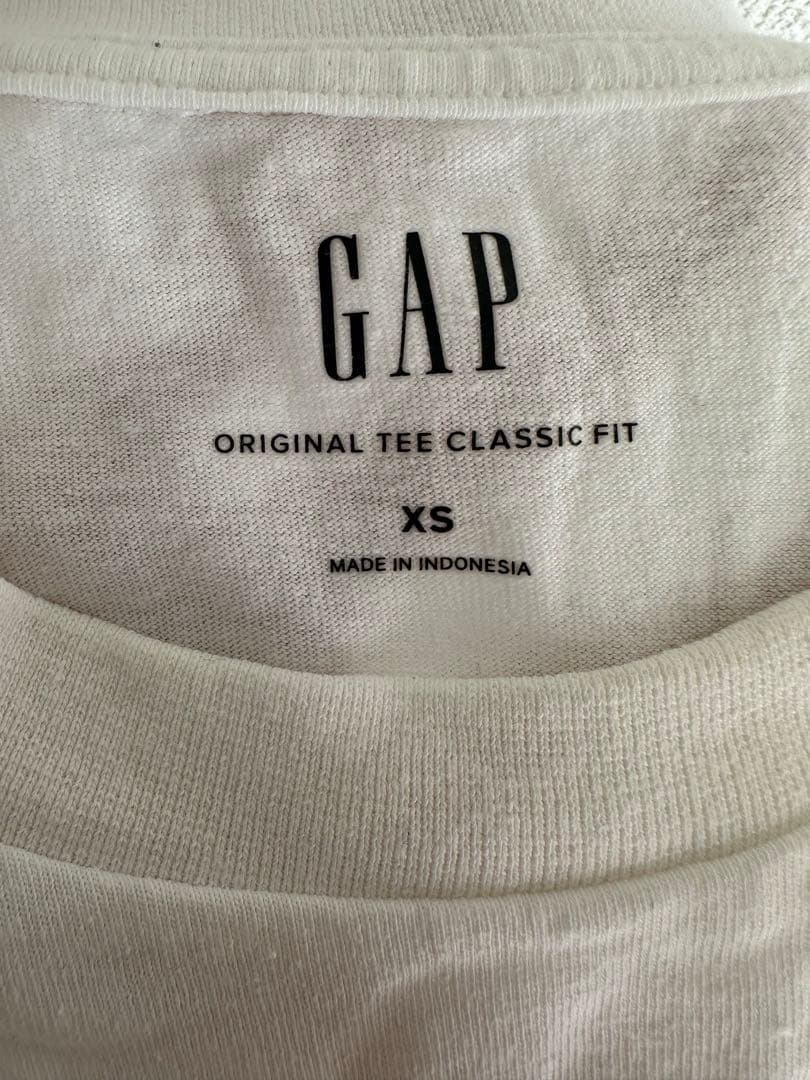 GAP
ORIGINAL TEE CLASSIC FIT
XS
MADE IN INDONESIA